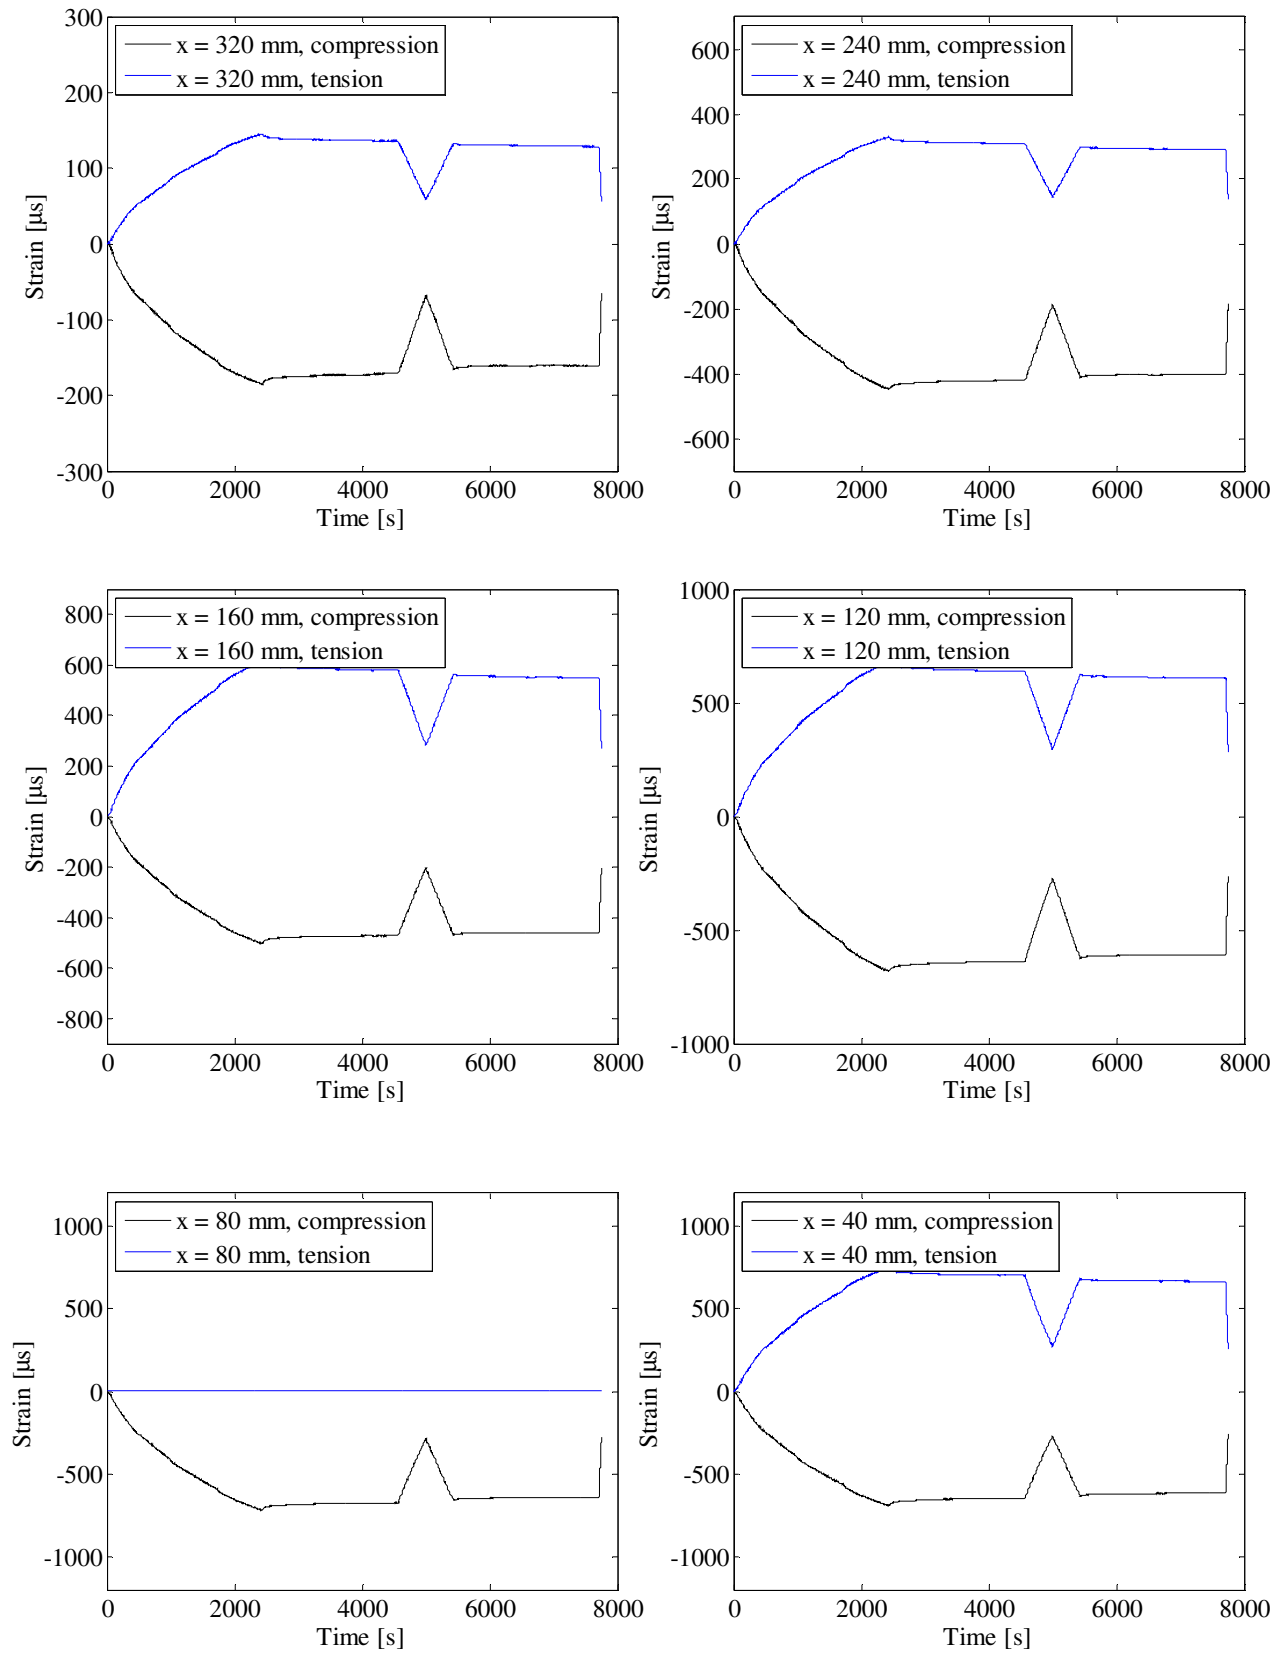 300
200
100
0
-100
-200
-300
Strain [µs]
x = 320 mm, compression
x = 320 mm, tension
0 2000 4000 6000 8000
Time [s]
600
400
200
0
-200
-400
-600
Strain [µs]
x = 240 mm, compression
x = 240 mm, tension
0 2000 4000 6000 8000
Time [s]
800
600
400
200
0
-200
-400
-600
-800
Strain [µs]
x = 160 mm, compression
x = 160 mm, tension
0 2000 4000 6000 8000
Time [s]
1000
500
0
-500
-1000
Strain [µs]
x = 120 mm, compression
x = 120 mm, tension
0 2000 4000 6000 8000
Time [s]
1000
500
0
-500
-1000
Strain [µs]
x = 80 mm, compression
x = 80 mm, tension
0 2000 4000 6000 8000
Time [s]
1000
500
0
-500
-1000
Strain [µs]
x = 40 mm, compression
x = 40 mm, tension
0 2000 4000 6000 8000
Time [s]